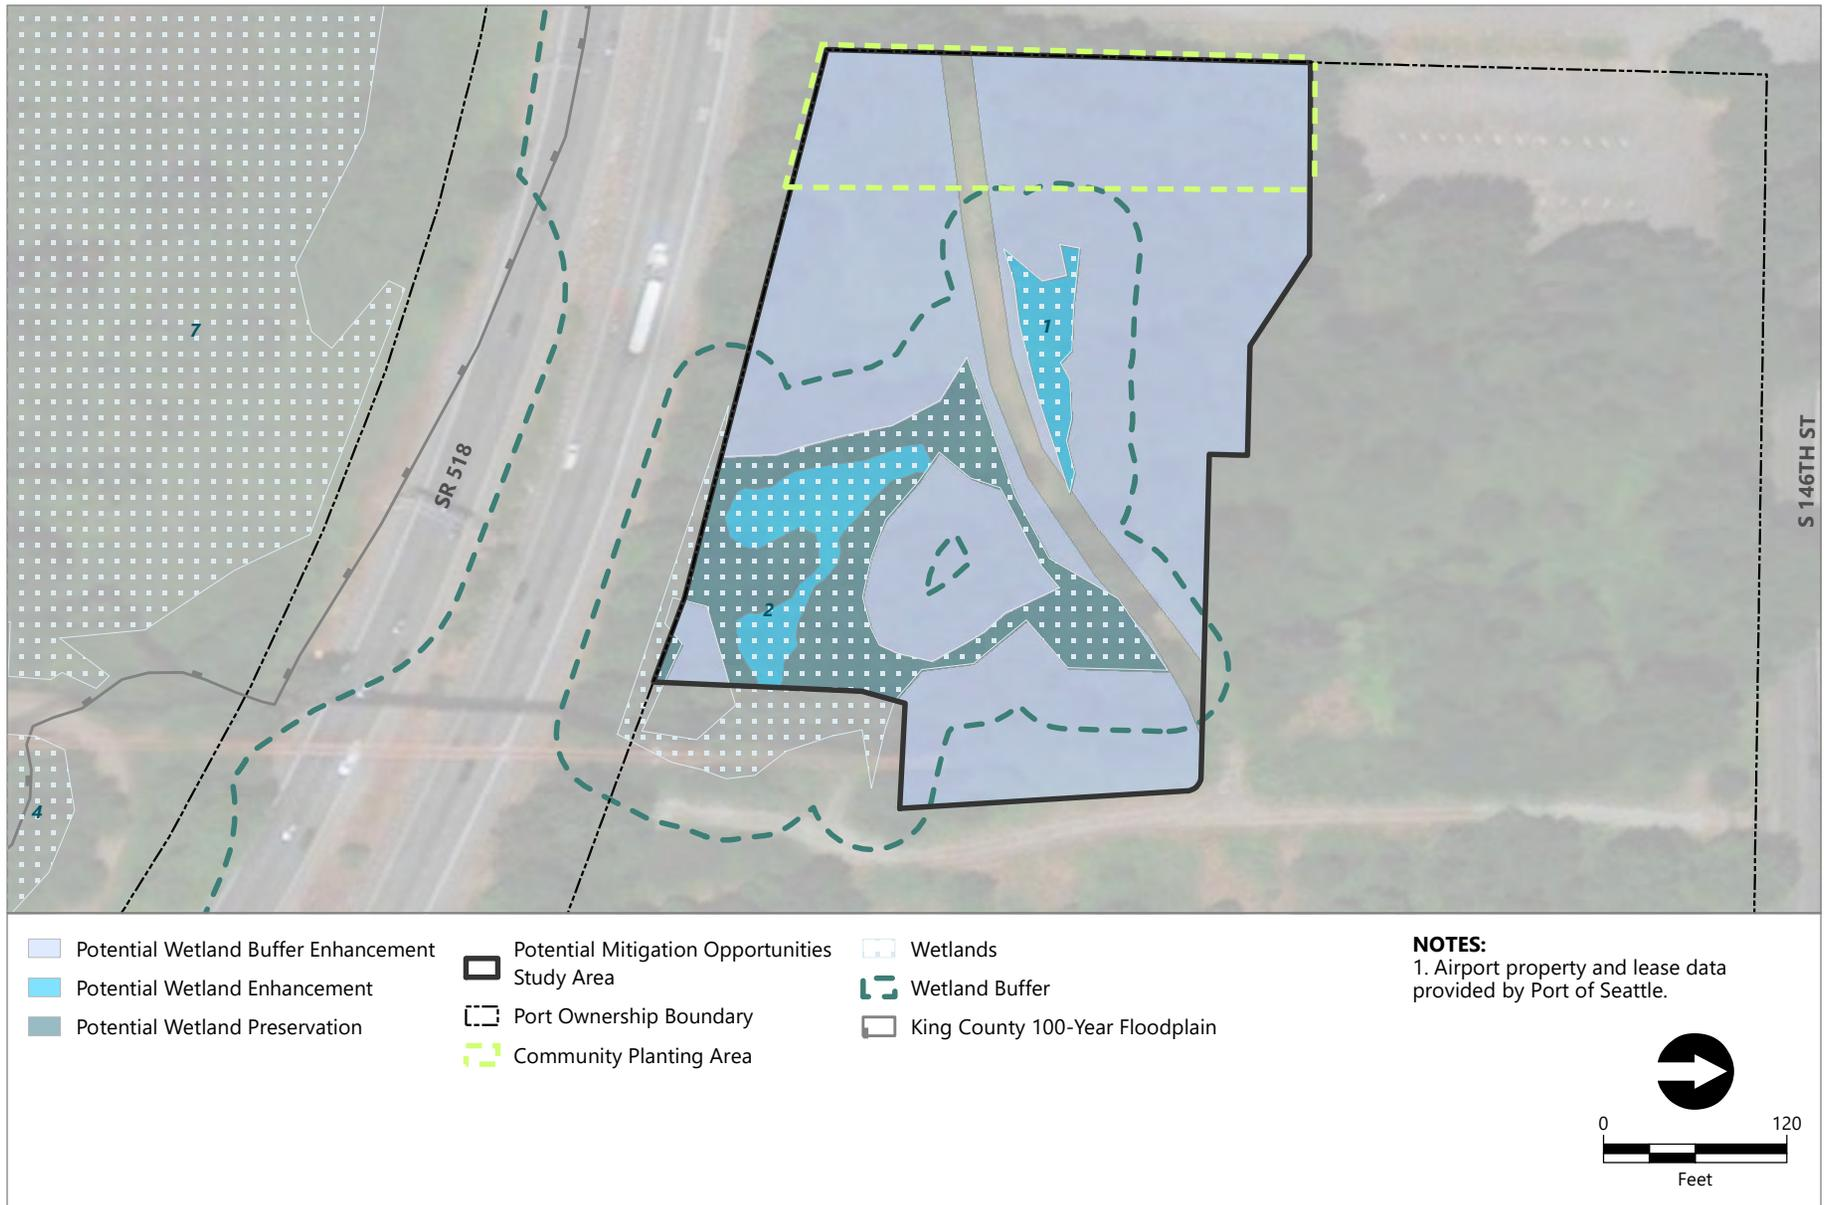 7
1
SR 518
S 146TH ST
2
4
Potential Wetland Buffer Enhancement
Potential Wetland Enhancement
Potential Wetland Preservation
Potential Mitigation Opportunities
Study Area
Port Ownership Boundary
Community Planting Area
Wetlands
Wetland Buffer
King County 100-Year Floodplain
NOTES:
1. Airport property and lease data
provided by Port of Seattle.
0
120
Feet